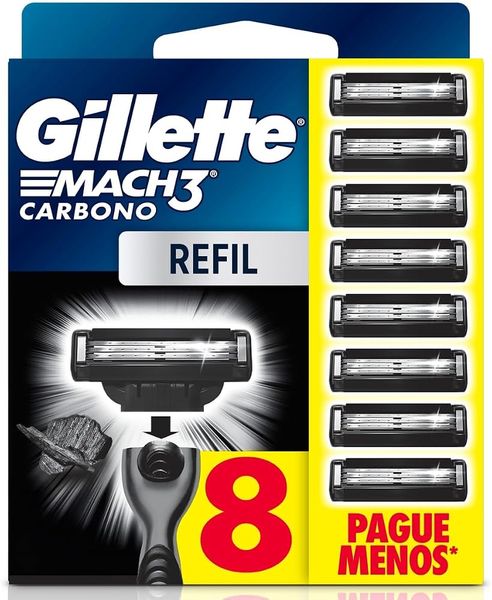 Gillette®
MACH3®
CARBONO
REFIL
8
PAGUE
MENOS*